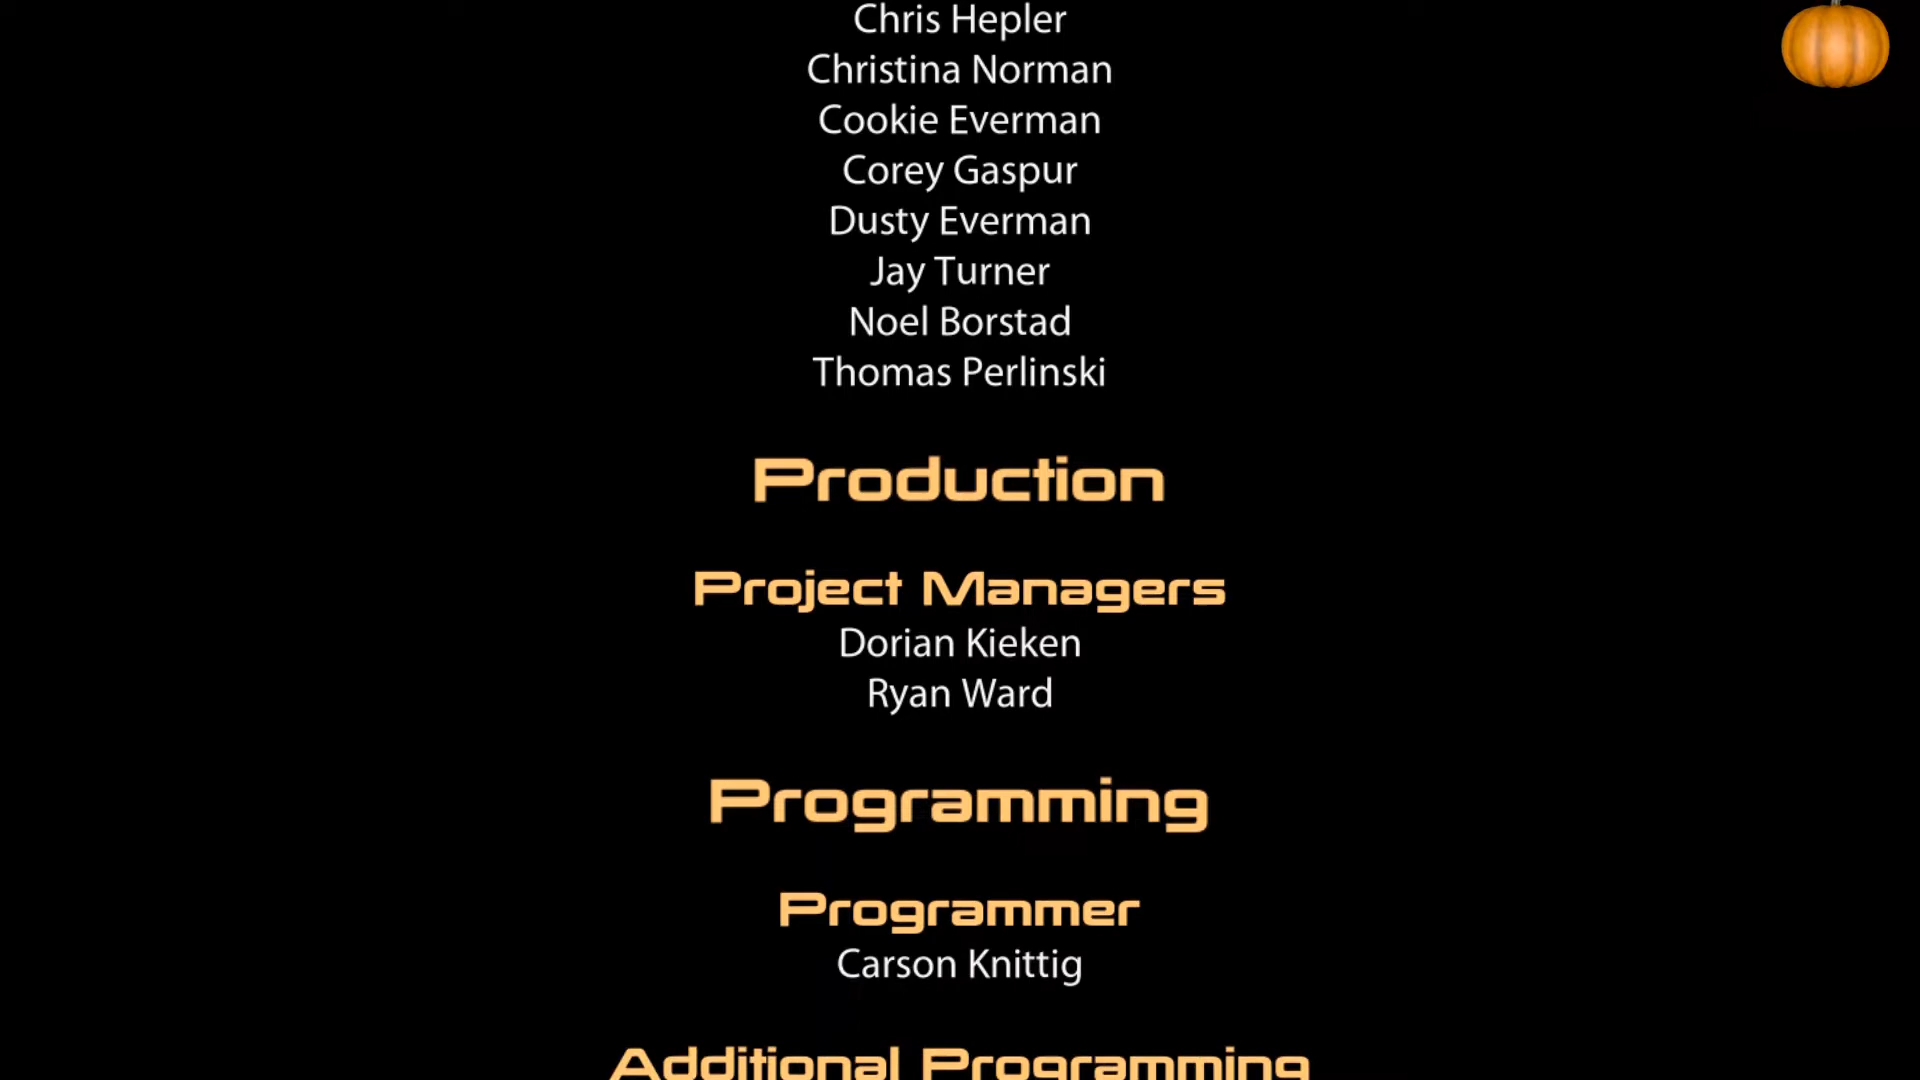 Chris Hepler
Christina Norman
Cookie Everman
Corey Gaspur
Dusty Everman
Jay Turner
Noel Borstad
Thomas Perlinski
Production
Project Managers
Dorian Kieken
Ryan Ward
Programming
Programmer
Carson Knittig
Additional Programming